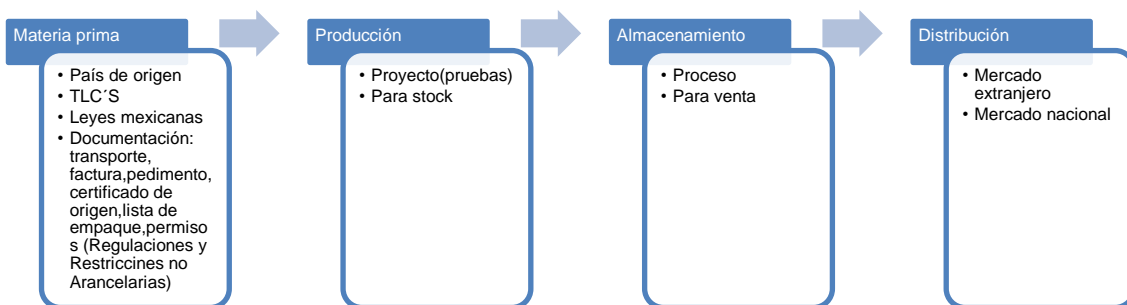 Materia prima
• País de origen
• TLC´S
• Leyes mexicanas
• Documentación:
transporte,
factura,pedimento,
certificado de
origen,lista de
empaque,permiso
s (Regulaciones y
Restriccines no
Arancelarias)
Producción
• Proyecto(pruebas)
• Para stock
Almacenamiento
• Proceso
• Para venta
Distribución
• Mercado
extranjero
• Mercado nacional